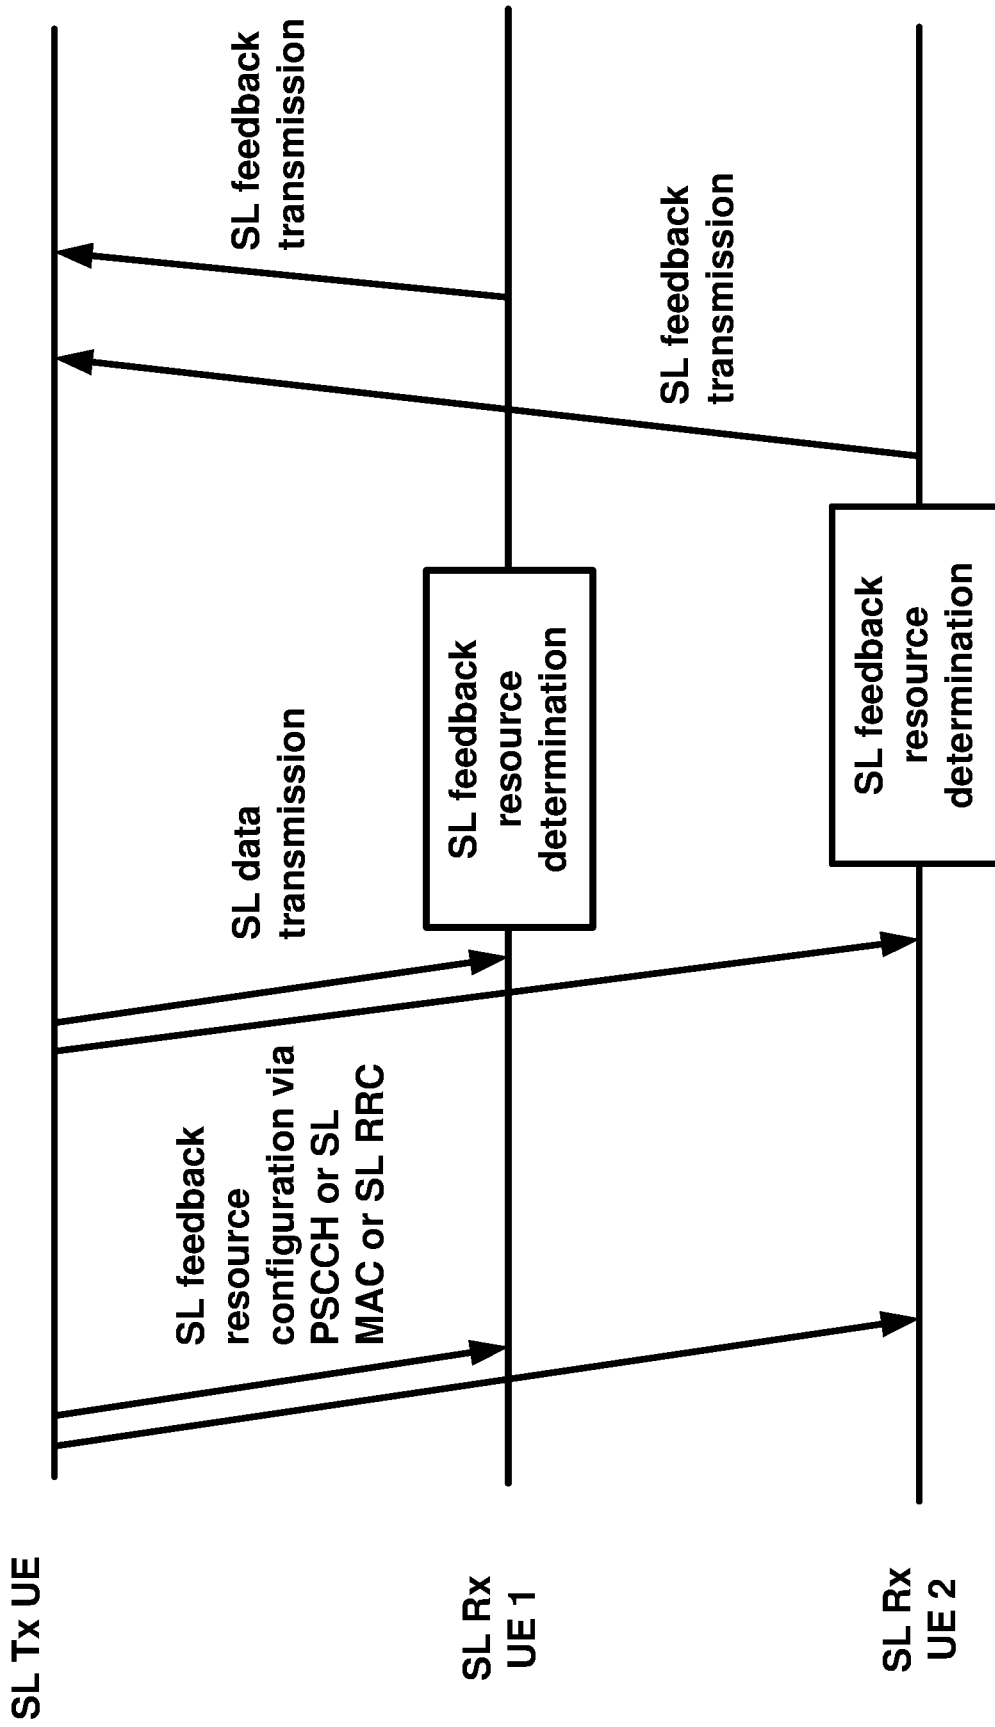 SL Tx UE
SL Rx
UE 1
SL Rx
UE 2
SL feedback
resource
configuration via
PSCCH or SL
MAC or SL RRC
SL data
transmission
SL feedback
resource
determination
SL feedback
resource
determination
SL feedback
transmission
SL feedback
transmission